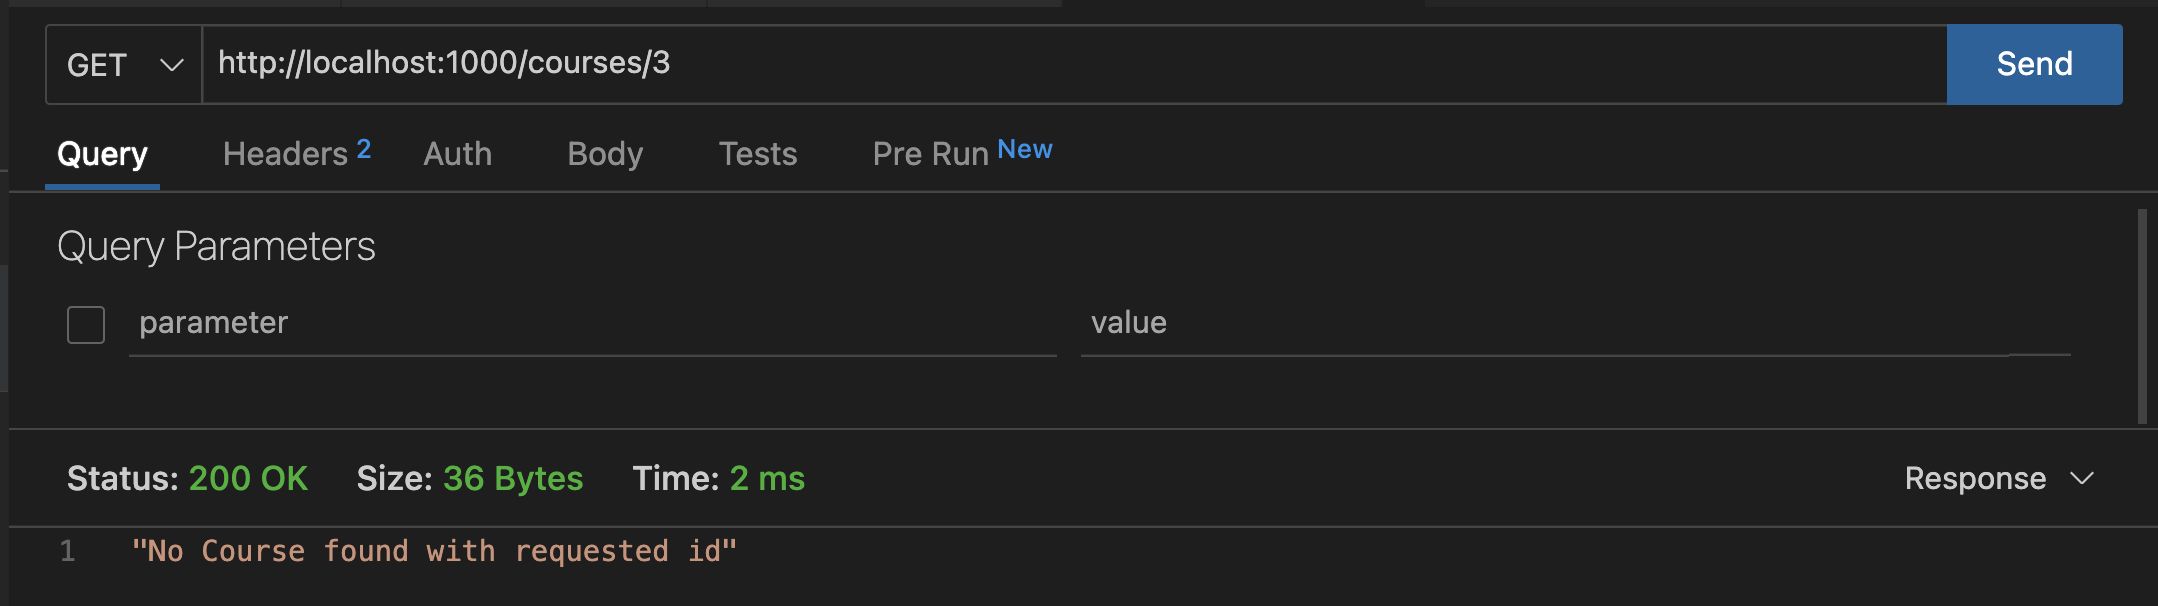 GET http://localhost:1000/courses/3 Send
Query Headers 2 Auth Body Tests Pre Run New
Query Parameters
parameter value
Status: 200 OK Size: 36 Bytes Time: 2 ms Response
1 "No Course found with requested id"